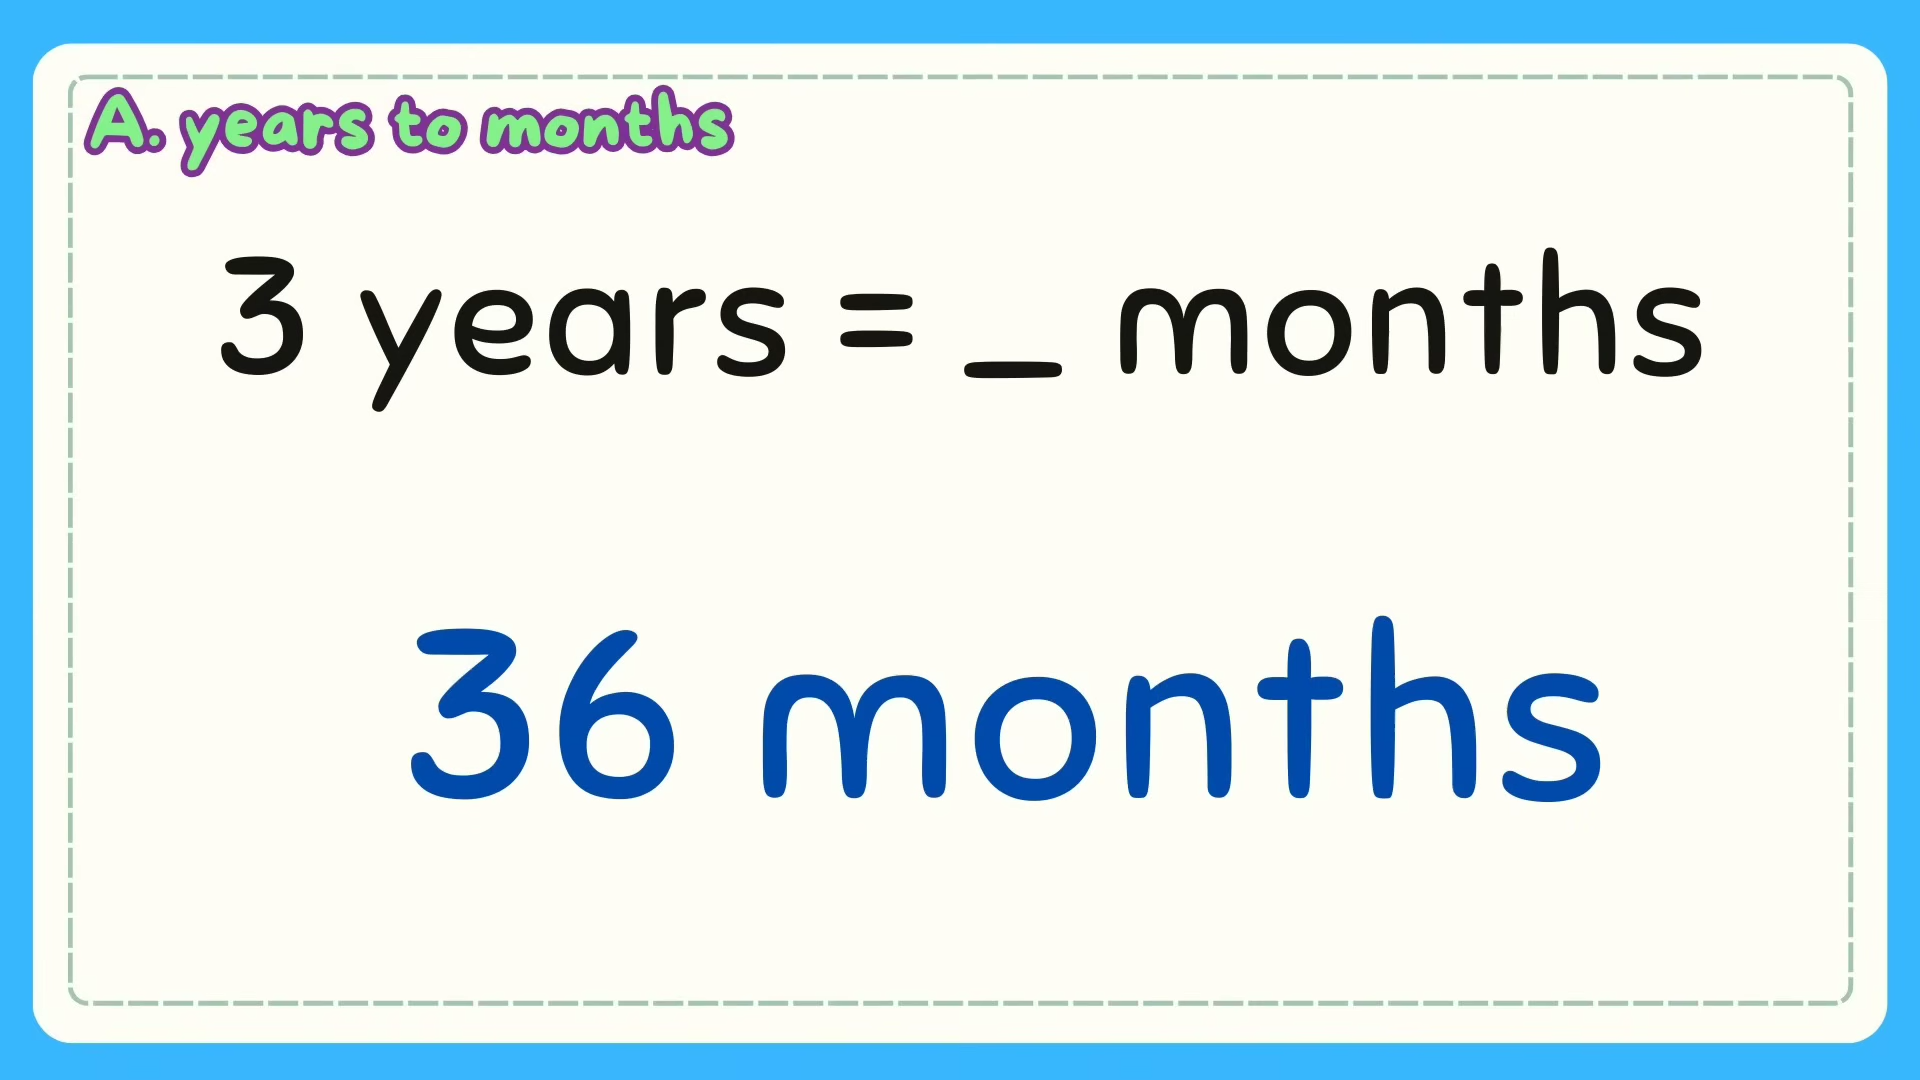 A. years to months
3 years = _ months
36 months